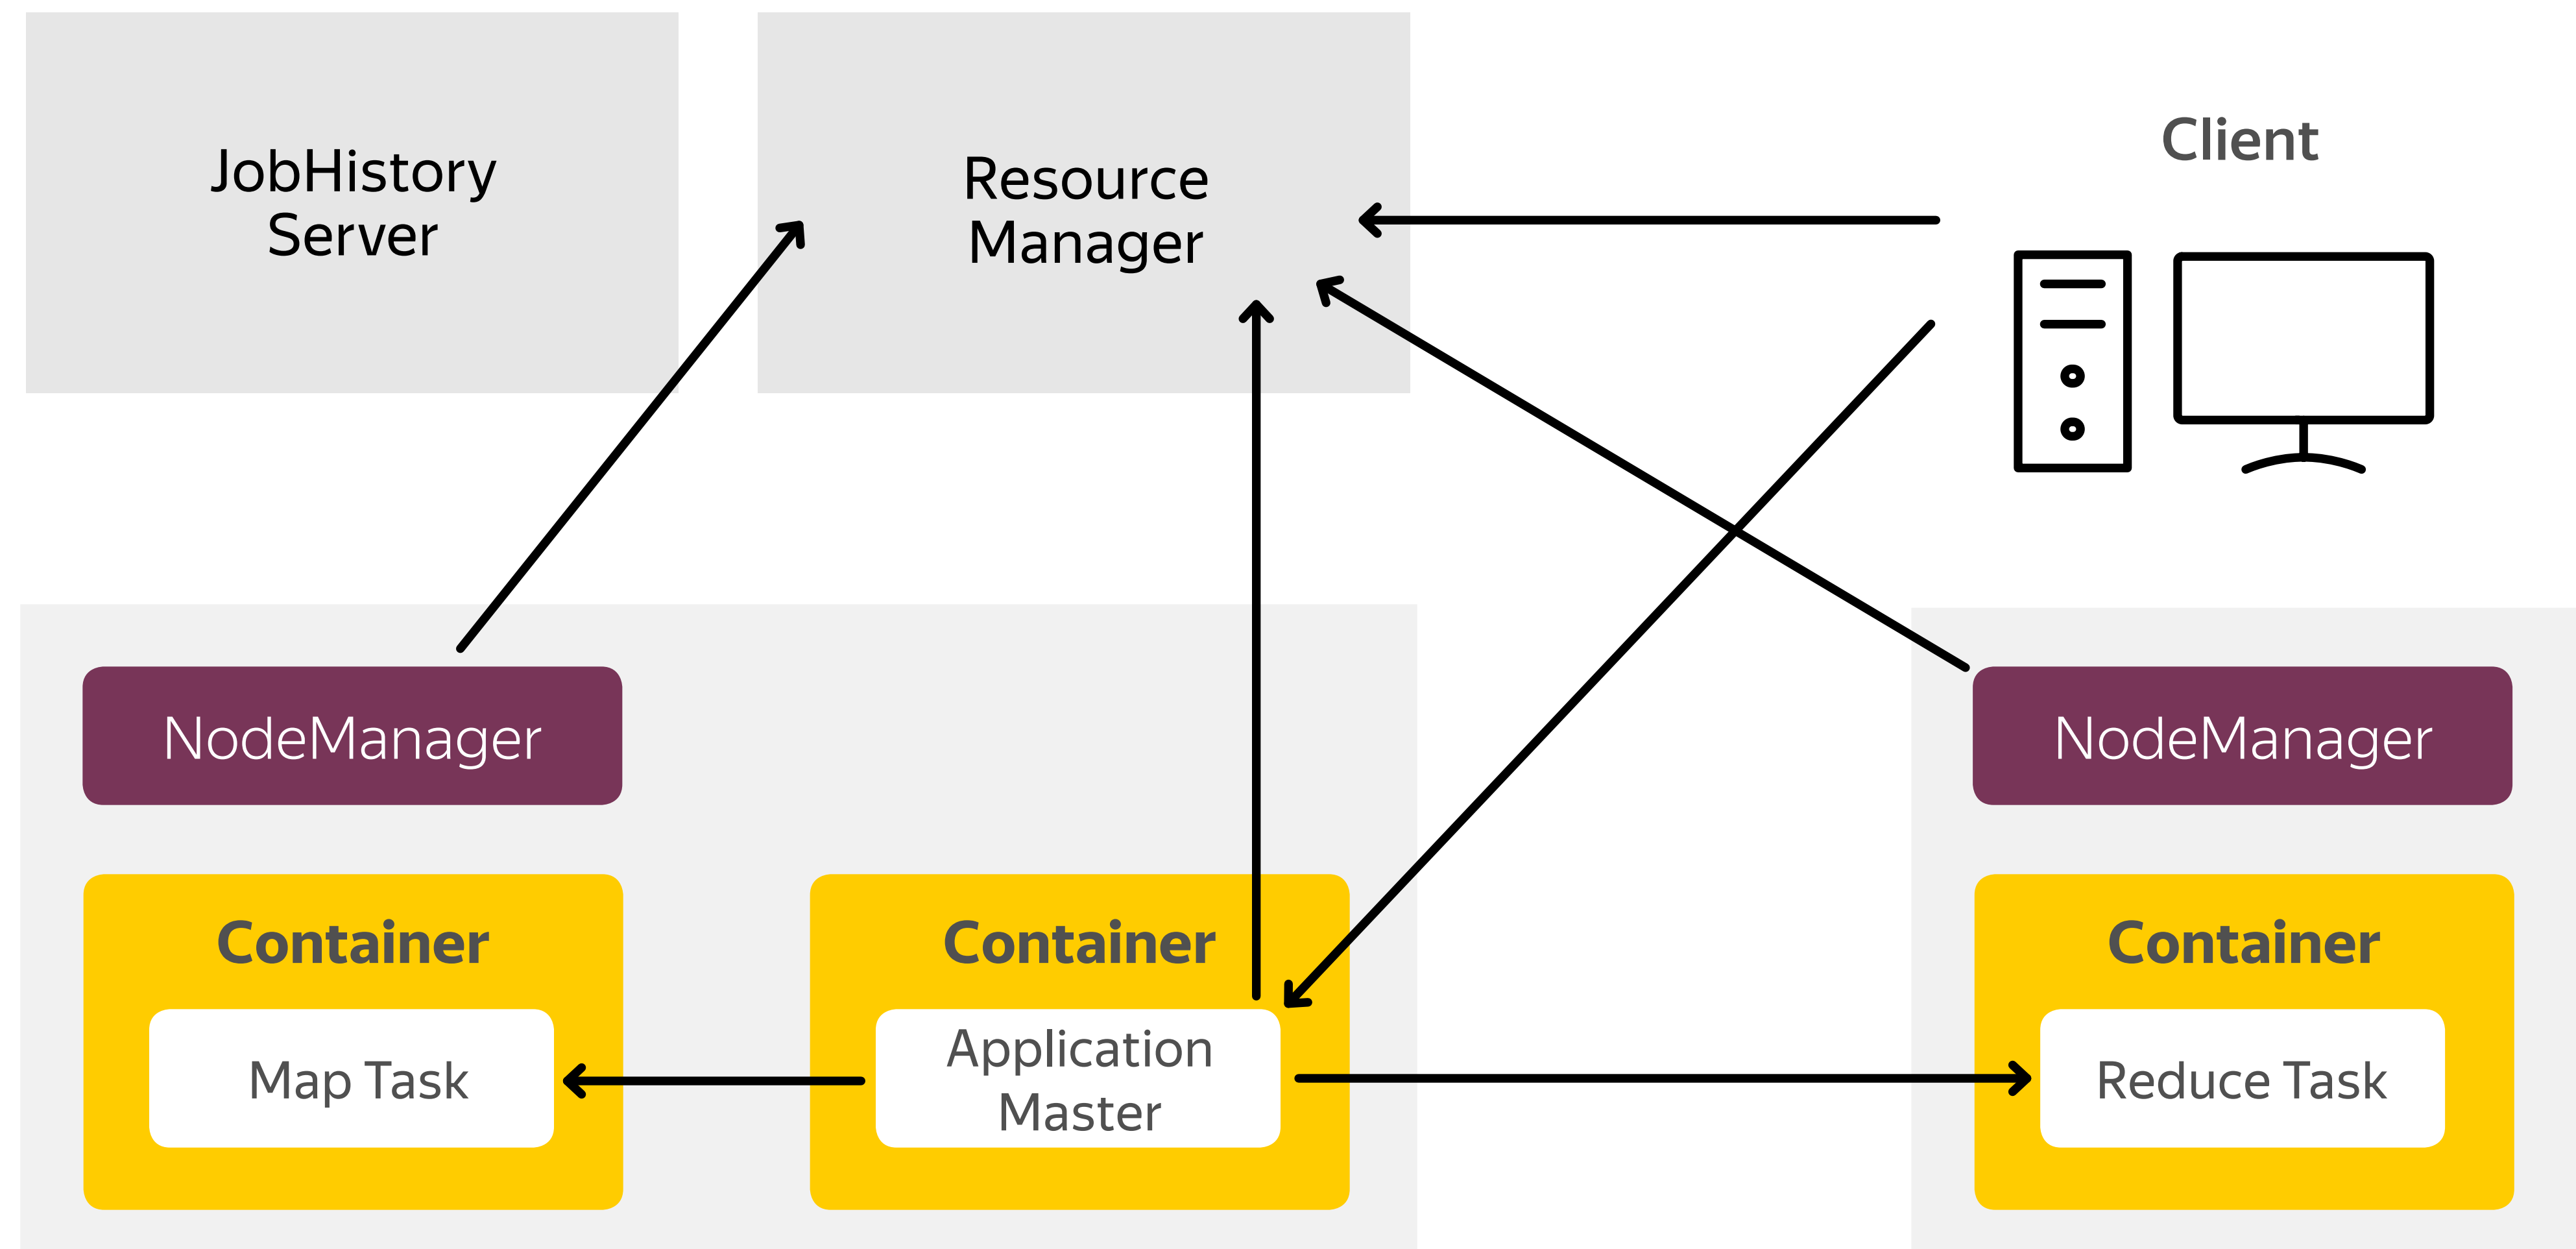 JobHistory
Server
Resource
Manager
Client
NodeManager
NodeManager
Container
Map Task
Container
Application
Master
Container
Reduce Task